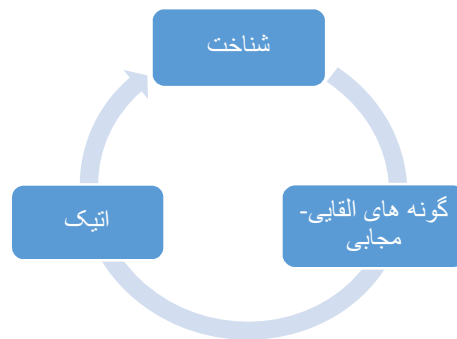 شناخت
گونه های القایی-
مجابی
اتیک